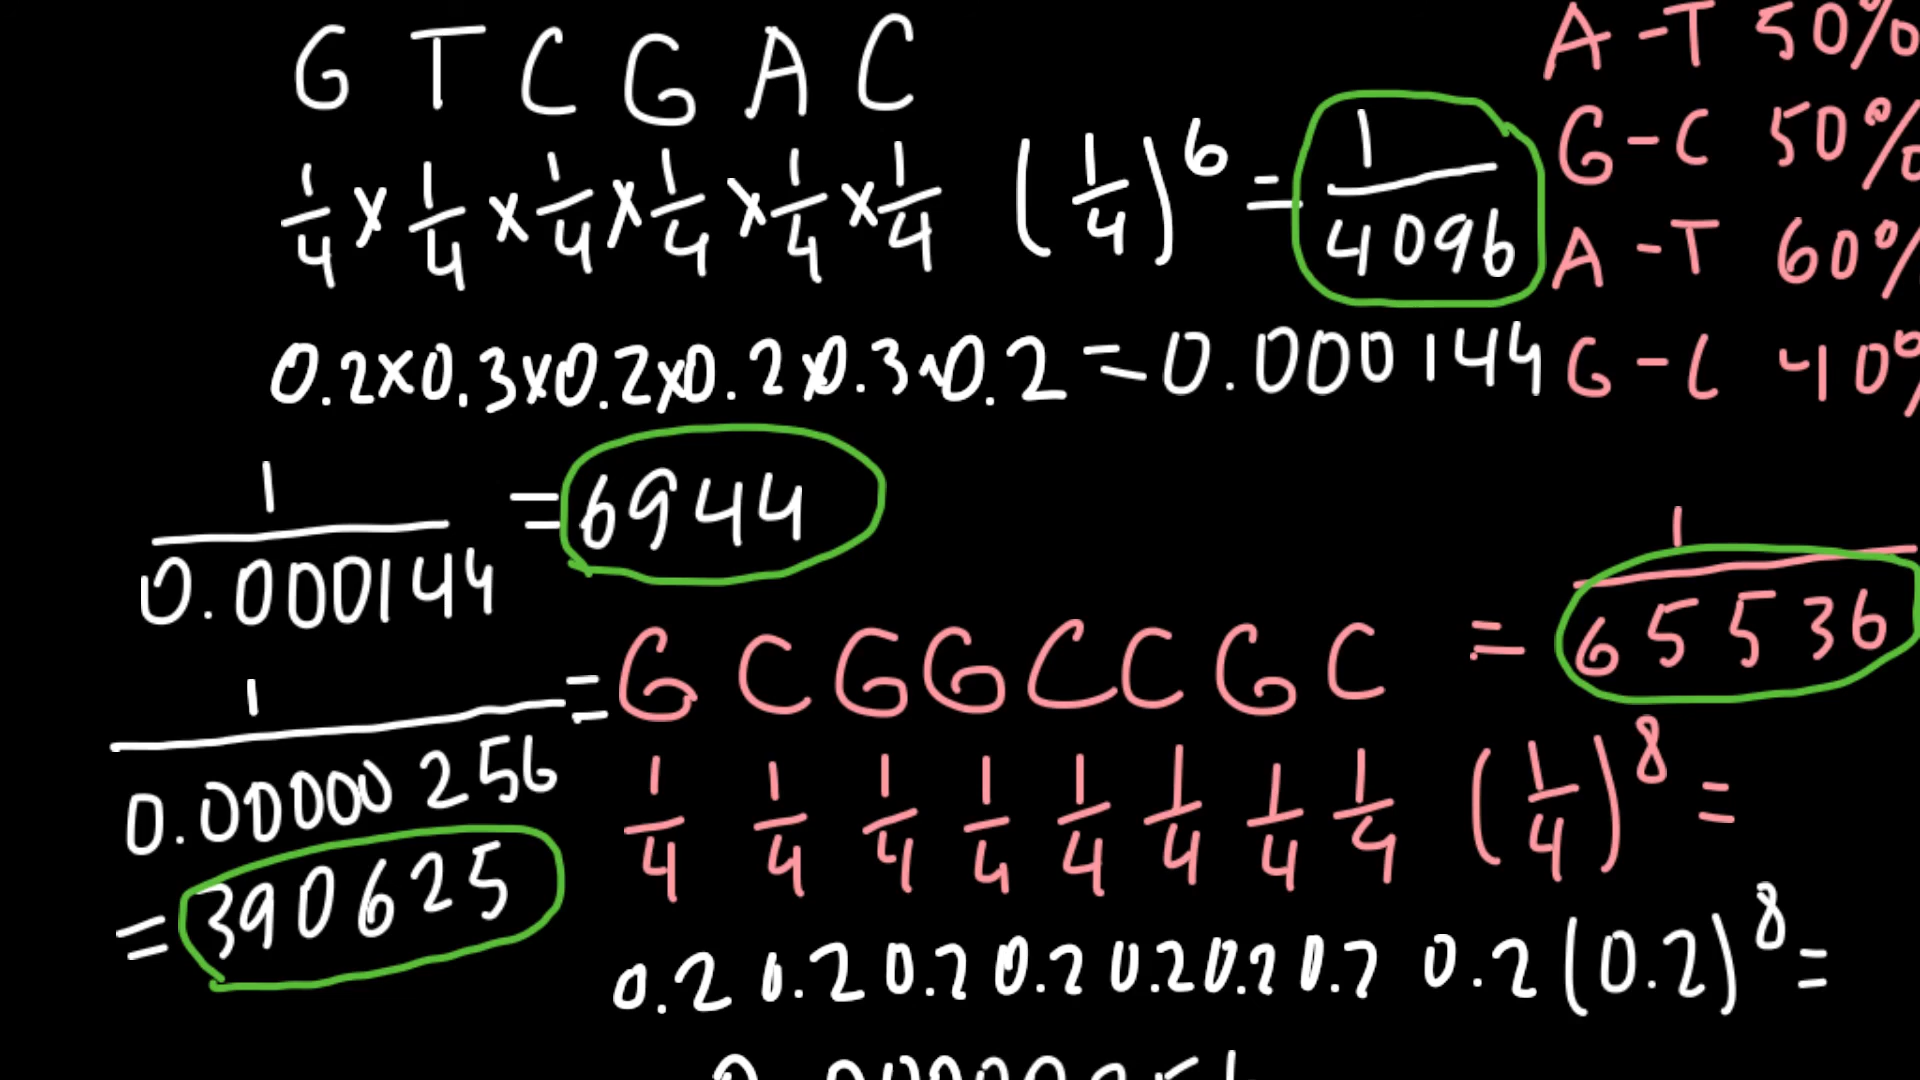 G T C G A C
A - T 50%
G - C 50%
1/4 x 1/4 x 1/4 x 1/4 x 1/4 x 1/4 (1/4)^6 = 1/4096
A - T 60%
0.2x0.3x0.2x0.2x0.3x0.2 = 0.000144
G - C 40%
1/0.000144 = 6944
1/0.00000256 =
G C G G C C G C = 1/65536
1/4 1/4 1/4 1/4 1/4 1/4 1/4 1/4 (1/4)^8 =
= 390625
0.2 0.2 0.2 0.2 0.2 0.2 0.2 0.2 (0.2)^8 =